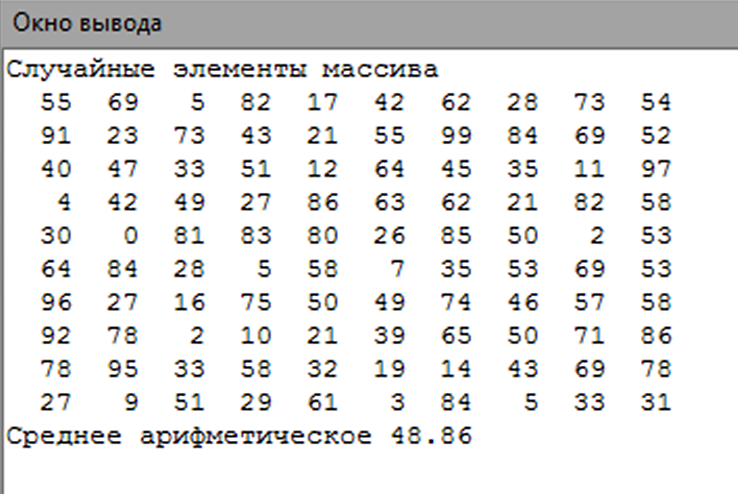 Окно вывода
Случайные элементы массива
55 69 5 82 17 42 62 28 73 54
91 23 73 43 21 55 99 84 69 52
40 47 33 51 12 64 45 35 11 97
4 42 49 27 86 63 62 21 82 58
30 0 81 83 80 26 85 50 2 53
64 84 28 5 58 7 35 53 69 53
96 27 16 75 50 49 74 46 57 58
92 78 2 10 21 39 65 50 71 86
78 95 33 58 32 19 14 43 69 78
27 9 51 29 61 3 84 5 33 31
Среднее арифметическое 48.86